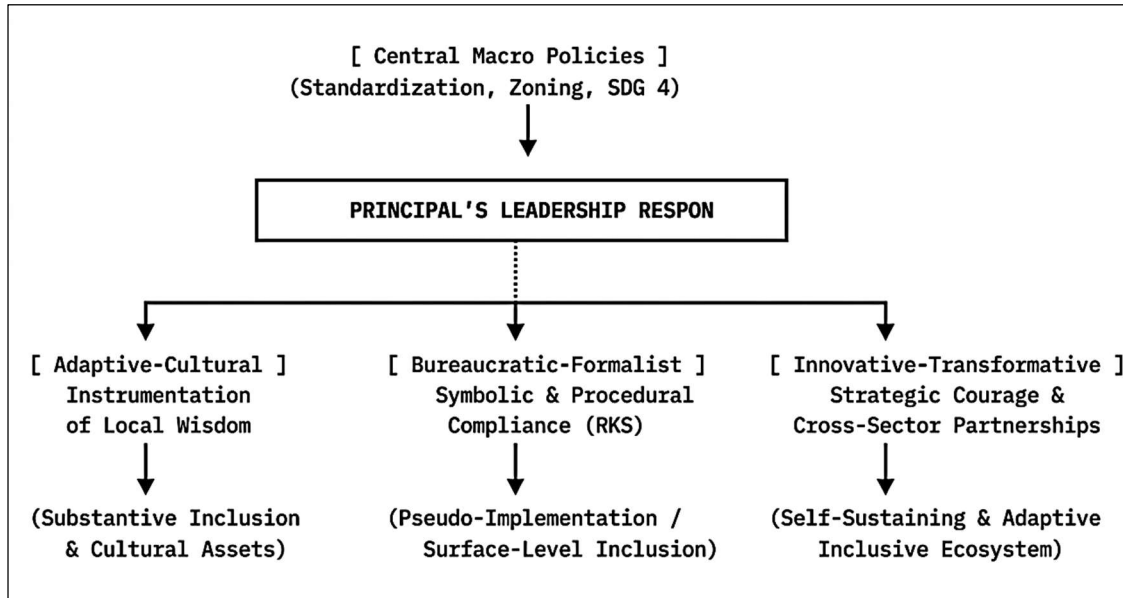 [ Central Macro Policies ]
(Standardization, Zoning, SDG 4)
PRINCIPAL'S LEADERSHIP RESPON
[ Adaptive-Cultural ]
Instrumentation
of Local Wisdom
[ Bureaucratic-Formalist ]
Symbolic & Procedural
Compliance (RKS)
[ Innovative-Transformative ]
Strategic Courage &
Cross-Sector Partnerships
(Substantive Inclusion
& Cultural Assets)
(Pseudo-Implementation /
Surface-Level Inclusion)
(Self-Sustaining & Adaptive
Inclusive Ecosystem)